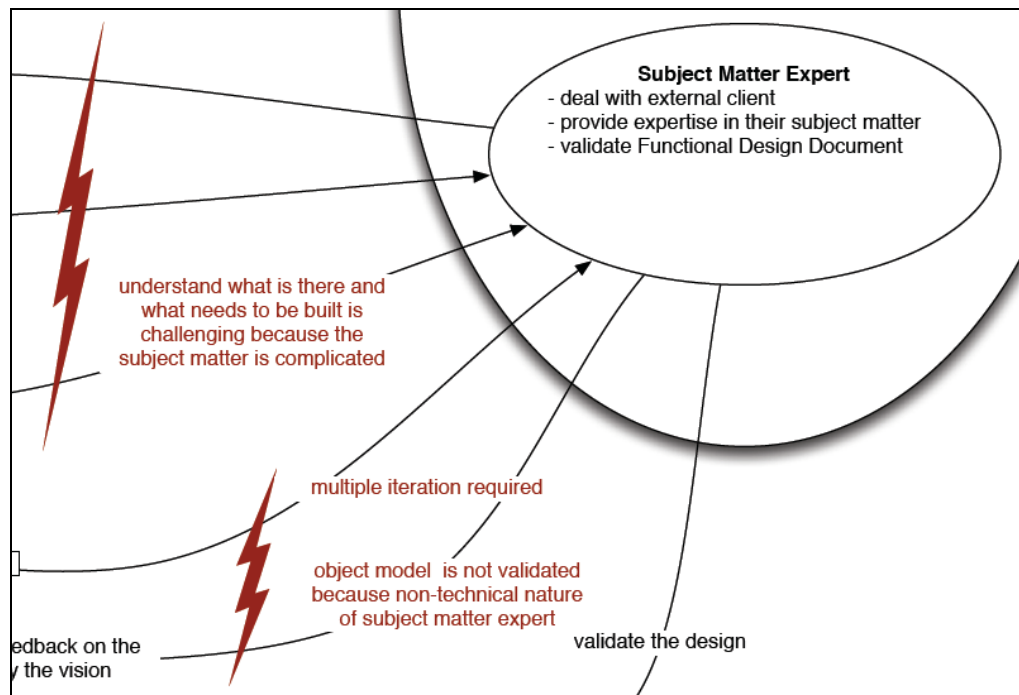 Subject Matter Expert
- deal with external client
- provide expertise in their subject matter
- validate Functional Design Document
understand what is there and
what needs to be built is
challenging because the
subject matter is complicated
multiple iteration required
object model is not validated
because non-technical nature
of subject matter expert
edback on the
y the vision
validate the design